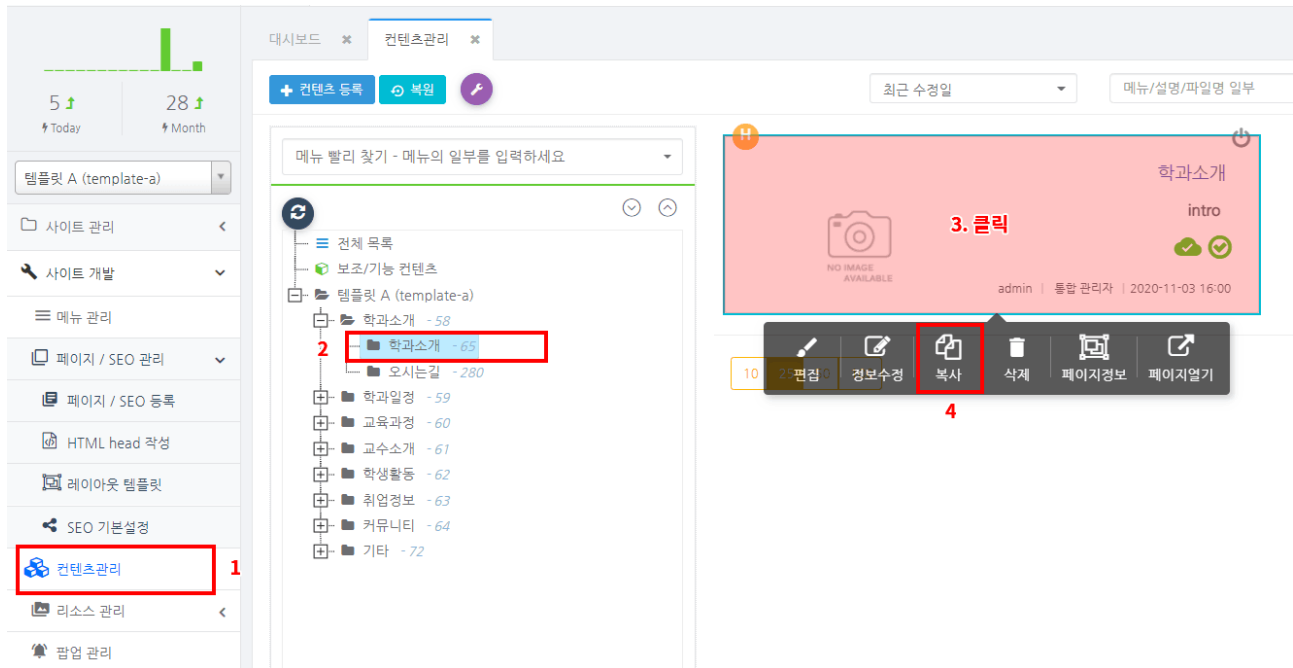 5
Today
28
Month
템플릿 A (template-a)
사이트 관리
사이트 개발
메뉴 관리
페이지 / SEO 관리
페이지 / SEO 등록
HTML head 작성
레이아웃 템플릿
SEO 기본설정
컨텐츠관리
1
리소스 관리
팝업 관리
대시보드
컨텐츠관리
컨텐츠 등록
복원
최근 수정일
메뉴/설명/파일명 일부
메뉴 빨리 찾기 - 메뉴의 일부를 입력하세요
전체 목록
보조/기능 컨텐츠
템플릿 A (template-a)
학과소개 - 58
2
학과소개 - 65
오시는길 - 280
학과일정 - 59
교육과정 - 60
교수소개 - 61
학생활동 - 62
취업정보 - 63
커뮤니티 - 64
기타 - 72
H
학과소개
intro
3. 클릭
NO IMAGE
AVAILABLE
admin | 통합 관리자 | 2020-11-03 16:00
10
25
편집
정보수정
복사
삭제
페이지정보
페이지열기
4